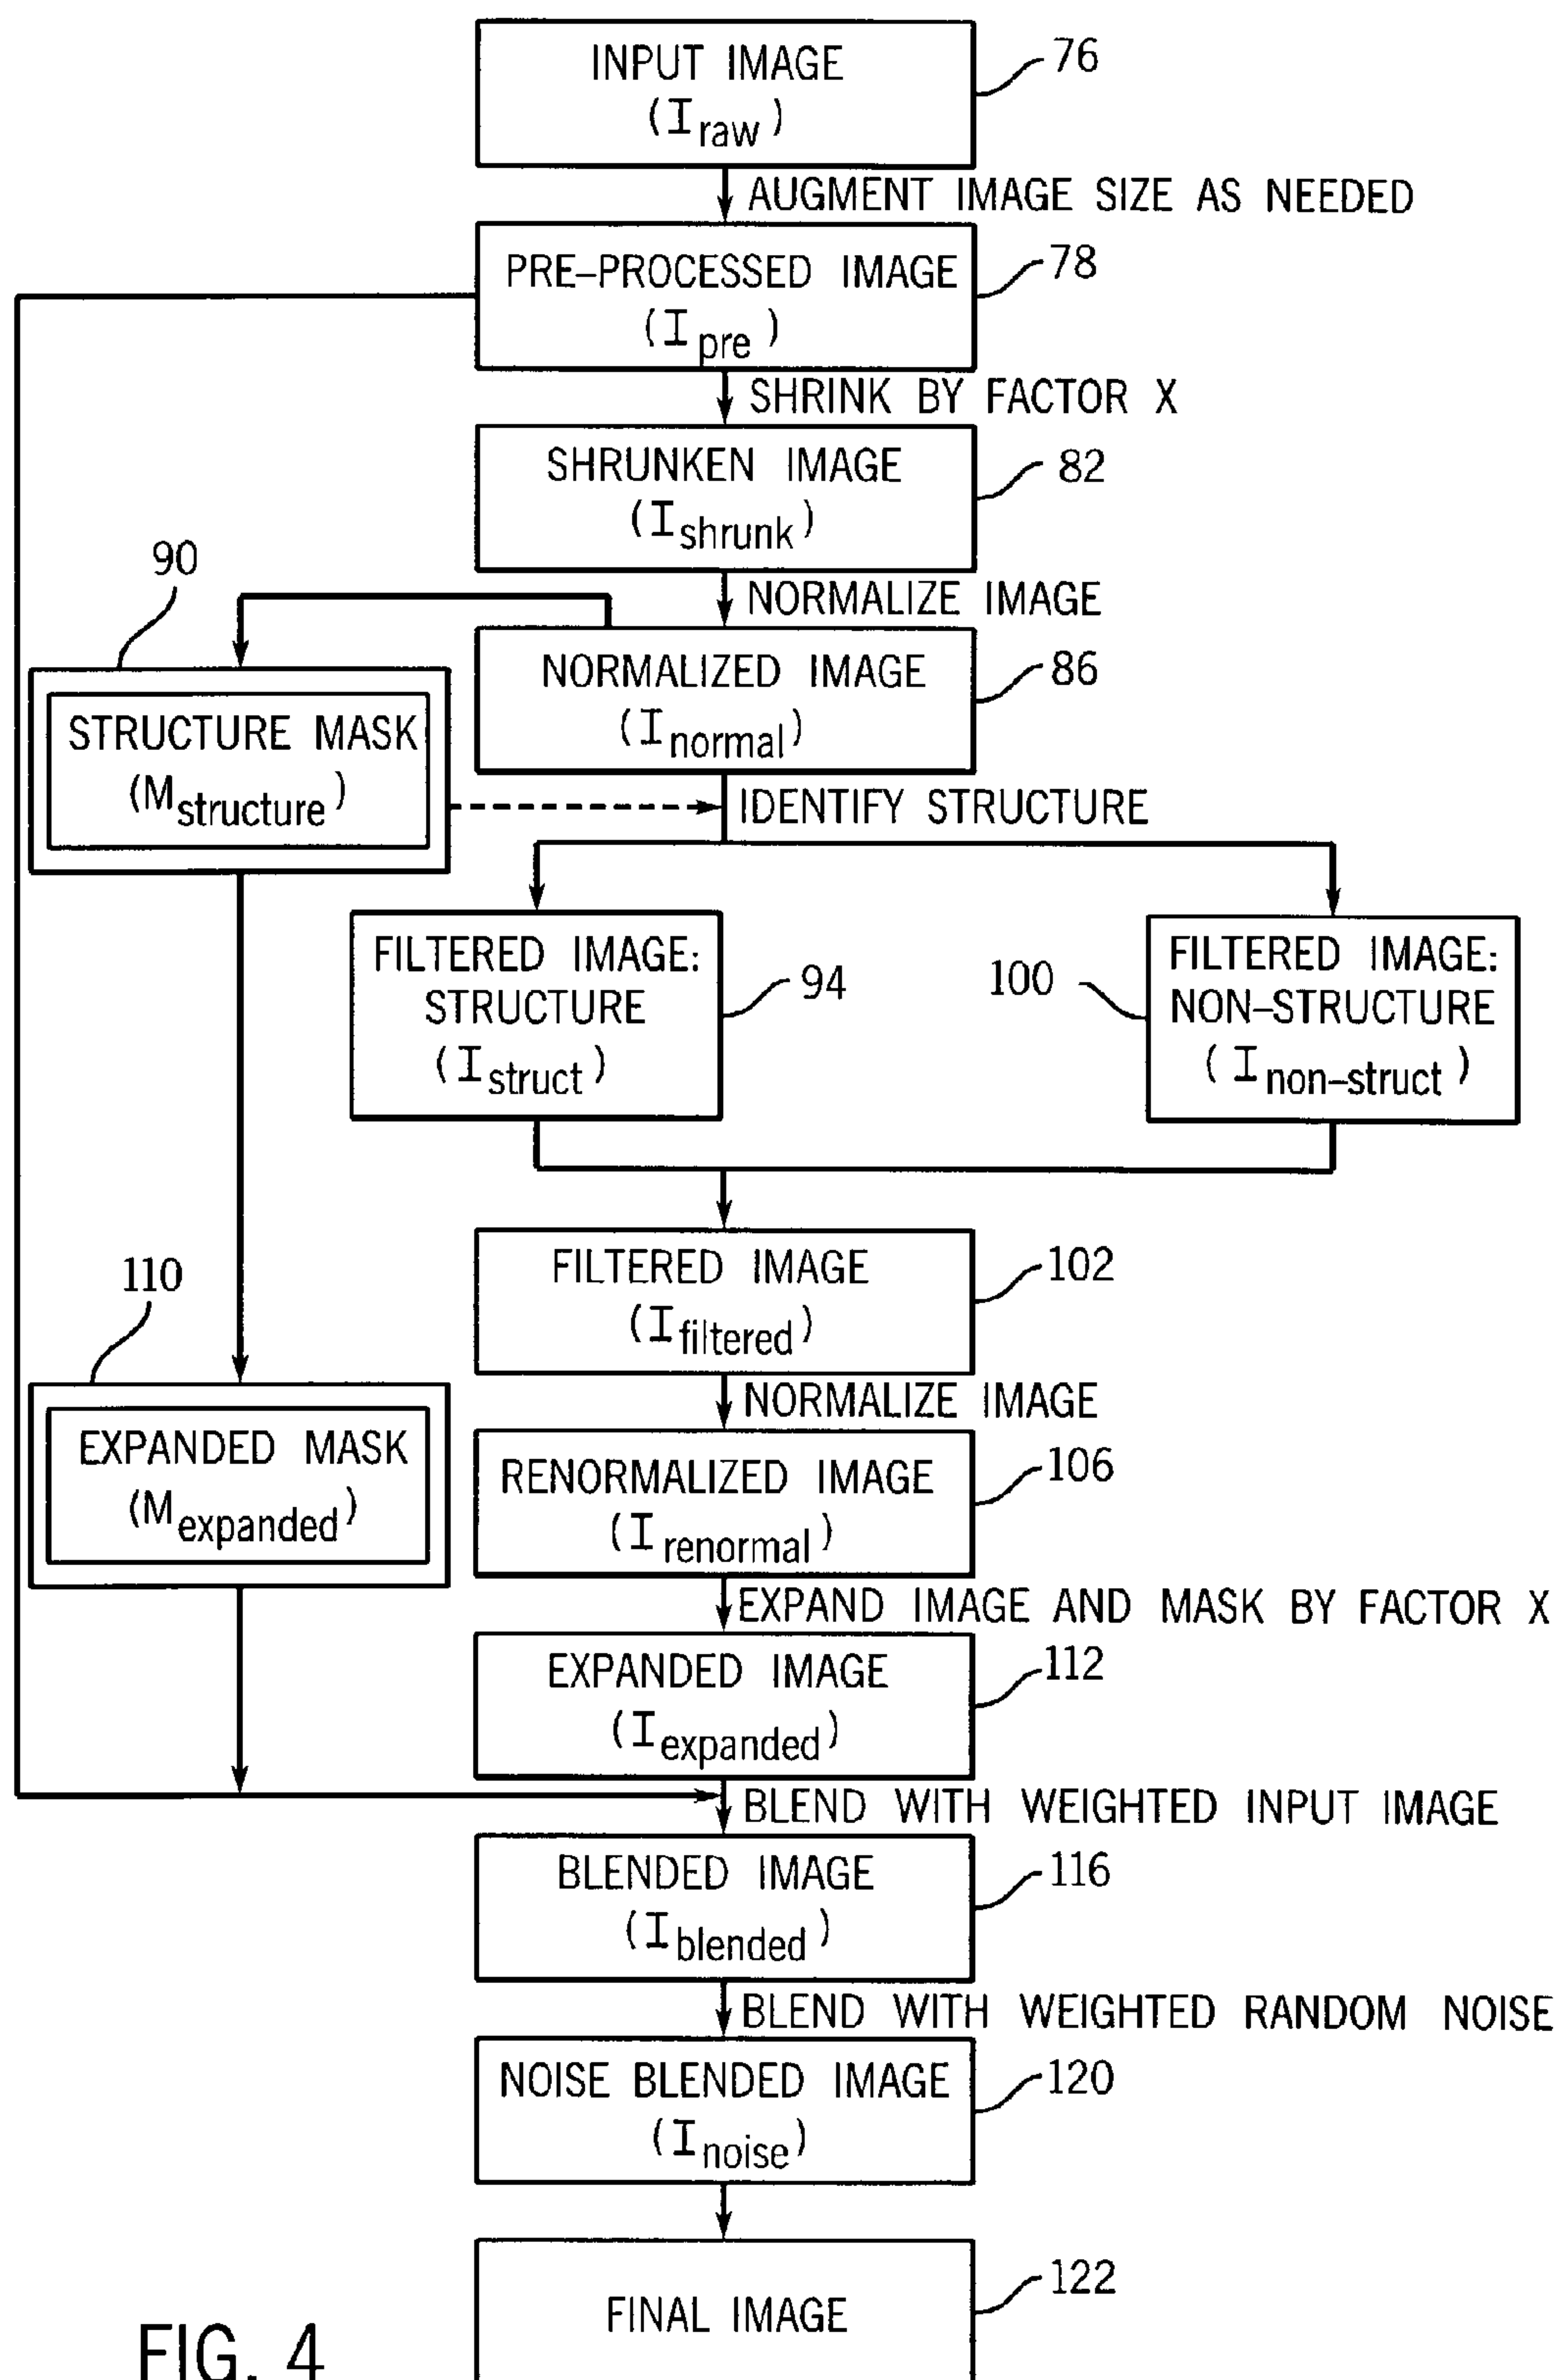 INPUT IMAGE
(I raw)
76
AUGMENT IMAGE SIZE AS NEEDED
PRE–PROCESSED IMAGE
(I pre)
78
SHRINK BY FACTOR X
SHRUNKEN IMAGE
(I shrunk)
82
NORMALIZE IMAGE
90
NORMALIZED IMAGE
(I normal)
86
STRUCTURE MASK
(M structure)
IDENTIFY STRUCTURE
FILTERED IMAGE:
STRUCTURE
(I struct)
94
100
FILTERED IMAGE:
NON–STRUCTURE
(I non–struct)
FILTERED IMAGE
(I filtered)
102
110
NORMALIZE IMAGE
EXPANDED MASK
(M expanded)
RENORMALIZED IMAGE
(I renormal)
106
EXPAND IMAGE AND MASK BY FACTOR X
EXPANDED IMAGE
(I expanded)
112
BLEND WITH WEIGHTED INPUT IMAGE
BLENDED IMAGE
(I blended)
116
BLEND WITH WEIGHTED RANDOM NOISE
NOISE BLENDED IMAGE
(I noise)
120
FINAL IMAGE
122
FIG. 4